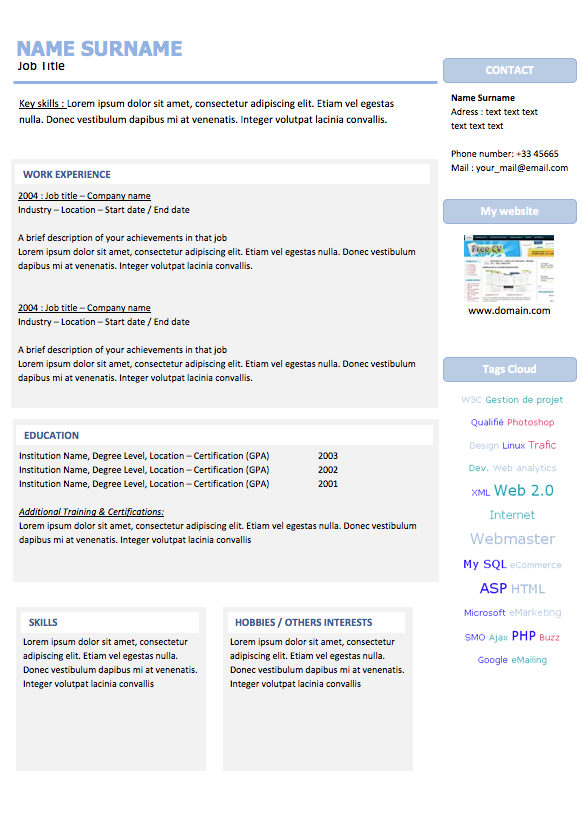 NAME SURNAME
Job Title
Key skills : Lorem ipsum dolor sit amet, consectetur adipiscing elit. Etiam vel egestas
nulla. Donec vestibulum dapibus mi at venenatis. Integer volutpat lacinia convallis.
WORK EXPERIENCE
2004 : Job title – Company name
Industry – Location – Start date / End date
A brief description of your achievements in that job
Lorem ipsum dolor sit amet, consectetur adipiscing elit. Etiam vel egestas nulla. Donec vestibulum
dapibus mi at venenatis. Integer volutpat lacinia convallis.
2004 : Job title – Company name
Industry – Location – Start date / End date
A brief description of your achievements in that job
Lorem ipsum dolor sit amet, consectetur adipiscing elit. Etiam vel egestas nulla. Donec vestibulum
dapibus mi at venenatis. Integer volutpat lacinia convallis.
EDUCATION
Institution Name, Degree Level, Location – Certification (GPA) 2003
Institution Name, Degree Level, Location – Certification (GPA) 2002
Institution Name, Degree Level, Location – Certification (GPA) 2001
Additional Training & Certifications:
Lorem ipsum dolor sit amet, consectetur adipiscing elit. Etiam vel egestas nulla. Donec vestibulum
dapibus mi at venenatis. Integer volutpat lacinia convallis
SKILLS
Lorem ipsum dolor sit amet, consectetur
adipiscing elit. Etiam vel egestas nulla.
Donec vestibulum dapibus mi at venenatis.
Integer volutpat lacinia convallis
HOBBIES / OTHERS INTERESTS
Lorem ipsum dolor sit amet, consectetur
adipiscing elit. Etiam vel egestas nulla.
Donec vestibulum dapibus mi at venenatis.
Integer volutpat lacinia convallis
CONTACT
Name Surname
Adress : text text text
text text text
Phone number: +33 45665
Mail : your_mail@email.com
My website
Free CV
www.domain.com
Tags Cloud
W3C Gestion de projet
Qualifié Photoshop
Design Linux Trafic
Dev. Web analytics
XML Web 2.0
Internet
Webmaster
My SQL eCommerce
ASP HTML
Microsoft eMarketing
SMO Ajax PHP Buzz
Google eMailing